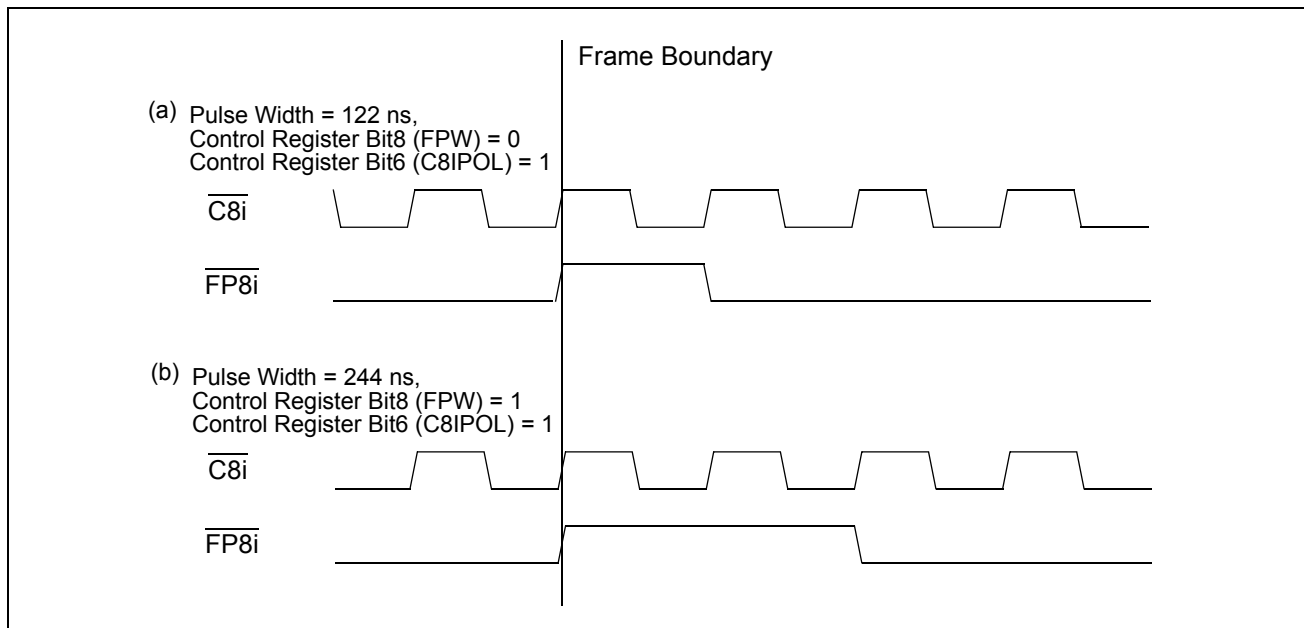 Frame Boundary
(a) Pulse Width = 122 ns,
Control Register Bit8 (FPW) = 0
Control Register Bit6 (C8IPOL) = 1
C8i
FP8i
(b) Pulse Width = 244 ns,
Control Register Bit8 (FPW) = 1
Control Register Bit6 (C8IPOL) = 1
C8i
FP8i